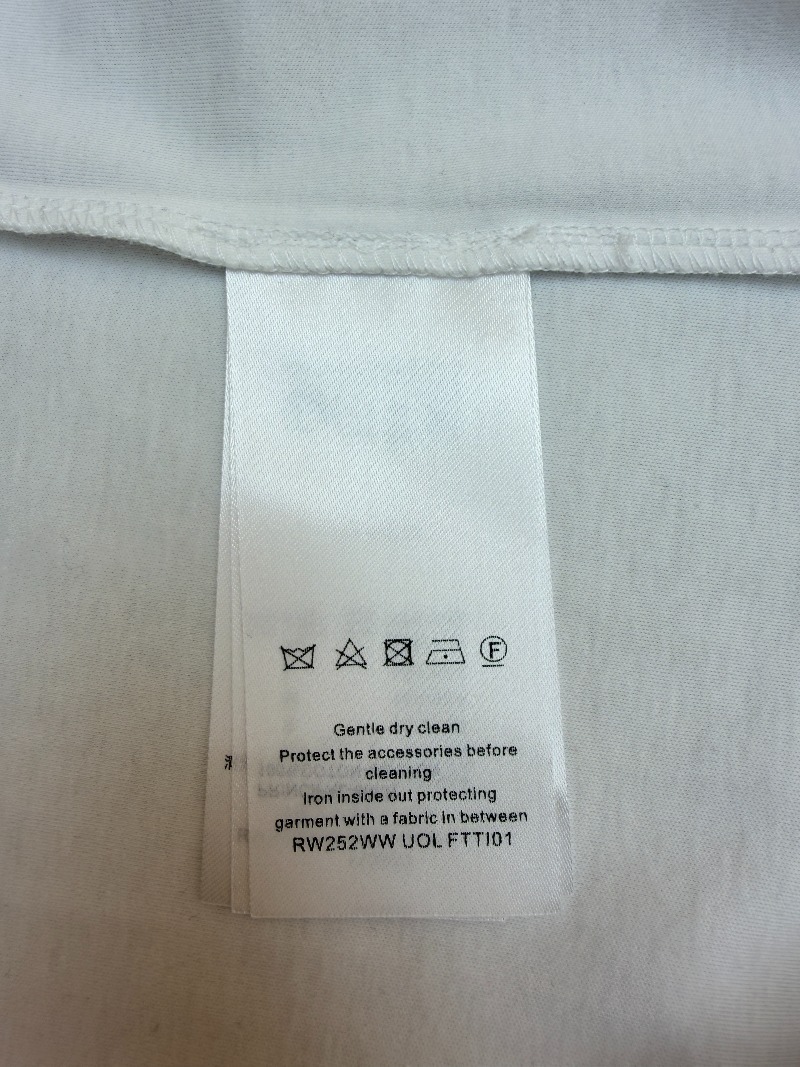 F
Gentle dry clean
Protect the accessories before
cleaning
Iron inside out protecting
garment with a fabric in between
RW252WW UOL FTTI01